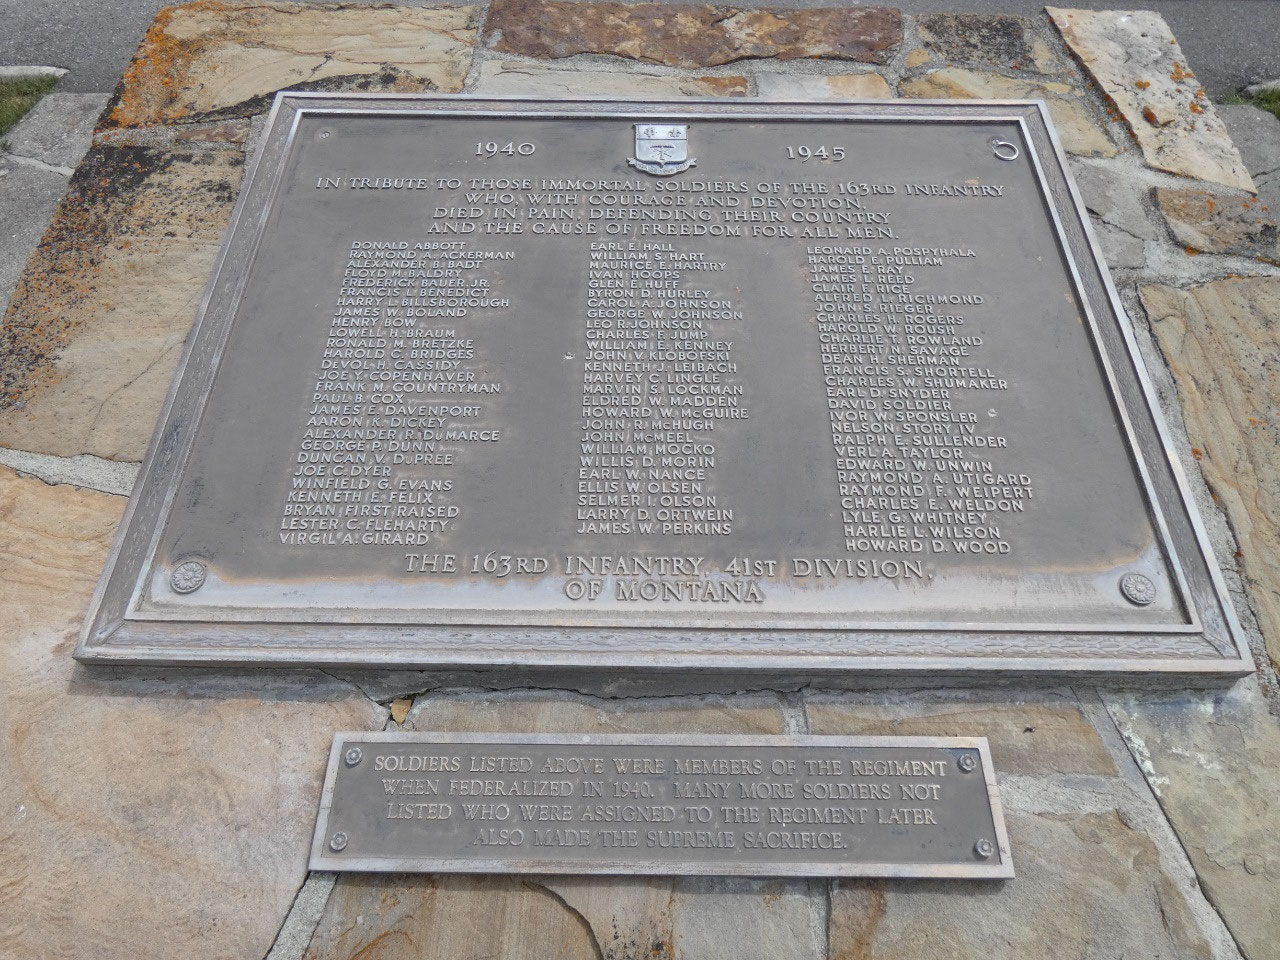 1940 1945
IN TRIBUTE TO THOSE IMMORTAL SOLDIERS OF THE 163RD INFANTRY
WHO, WITH COURAGE AND DEVOTION,
DIED IN PAIN, DEFENDING THEIR COUNTRY
AND THE CAUSE OF FREEDOM FOR ALL MEN.
DONALD ABBOTT
RAYMOND A. ACKERMAN
ALEXANDER B. BADT
FLOYD M. BALDRY
FREDERICK BAUER, JR.
FRANCIS L. BENEDICT
HARRY L. BILLSBOROUGH
JAMES W. BOLAND
HENRY BOW
LOWELL H. BRAUM
RONALD M. BRETZKE
HAROLD C. BRIDGES
DEVOL H. CASSIDY
JOE Y. COPENHAVER
FRANK M. COUNTRYMAN
PAUL B. COX
JAMES E. DAVENPORT
AARON K. DICKEY
ALEXANDER R. DUMARCE
GEORGE P. DUNN
DUNCAN V. DUPREE
JOE C. DYER
WINFIELD G. EVANS
KENNETH E. FELIX
BRYAN FIRST RAISED
LESTER C. FLEHARTY
VIRGIL A. GIRARD
EARL E. HALL
WILLIAM S. HART
MAURICE E. HARTRY
IVAN HOOPS
GLEN E. HUFF
BYRON D. HURLEY
CAROL A. JOHNSON
GEORGE W. JOHNSON
LEO R. JOHNSON
CHARLES F. JUMP
WILLIAM E. KENNEY
JOHN V. KLOBOFSKI
KENNETH J. LEIBACH
HARVEY C. LINGLE
MARVIN S. LOCKMAN
ELDRED W. MADDEN
HOWARD W. McGUIRE
JOHN R. McHUGH
JOHN McMEEL
WILLIAM MOCKO
WILLIS D. MORIN
EARL W. NANCE
ELLIS W. OLSEN
SELMER I. OLSON
LARRY D. ORTWEIN
JAMES W. PERKINS
LEONARD A. POSPYHALA
HAROLD E. PULLIAM
JAMES E. RAY
JAMES L. REED
CLAIR E. RICE
ALFRED L. RICHMOND
JOHN S. RIEGER
CHARLES H. ROGERS
HAROLD W. ROUSH
CHARLIE T. ROWLAND
HERBERT N. SAVAGE
DEAN H. SHERMAN
FRANCIS S. SHORTELL
CHARLES W. SHUMAKER
EARL D. SNYDER
DAVID SOLDIER
IVOR V. SPONSLER
NELSON STORY IV
RALPH E. SULLENDER
VERL A. TAYLOR
EDWARD W. UNWIN
RAYMOND A. UTIGARD
RAYMOND F. WEIPERT
CHARLES E. WELDON
LYLE G. WHITNEY
HARLIE L. WILSON
HOWARD D. WOOD
THE 163RD INFANTRY, 41ST DIVISION,
OF MONTANA
SOLDIERS LISTED ABOVE WERE MEMBERS OF THE REGIMENT
WHEN FEDERALIZED IN 1940. MANY MORE SOLDIERS NOT
LISTED WHO WERE ASSIGNED TO THE REGIMENT LATER
ALSO MADE THE SUPREME SACRIFICE.